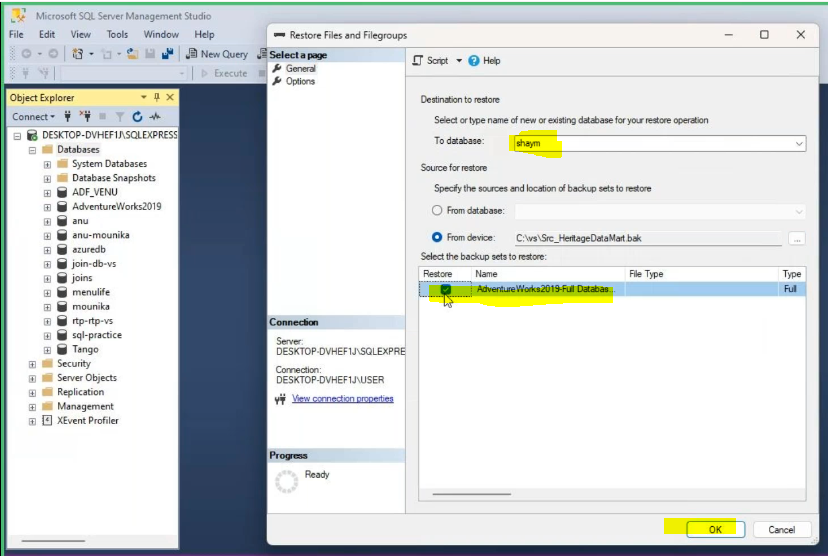 Microsoft SQL Server Management Studio
File Edit View Tools Window Help
New Query
Execute
Object Explorer
Connect
DESKTOP-DVHEF1J\SQLEXPRESS
Databases
System Databases
Database Snapshots
ADF_VENU
AdventureWorks2019
anu
anu-mounika
azuredb
join-db-vs
joins
menulife
mounika
rtp-rtp-vs
sql-practice
Tango
Security
Server Objects
Replication
Management
XEvent Profiler
Restore Files and Filegroups
Select a page
General
Options
Connection
Server:
DESKTOP-DVHEF1J\SQLEXPRE
Connection:
DESKTOP-DVHEF1J\USER
View connection properties
Progress
Ready
Script Help
Destination to restore
Select or type name of new or existing database for your restore operation
To database: shaym
Source for restore
Specify the sources and location of backup sets to restore
From database:
From device: C:\vs\Src_HeritageDataMart.bak ...
Select the backup sets to restore:
Restore Name File Type Type
AdventureWorks2019-Full Databas... Full
OK Cancel